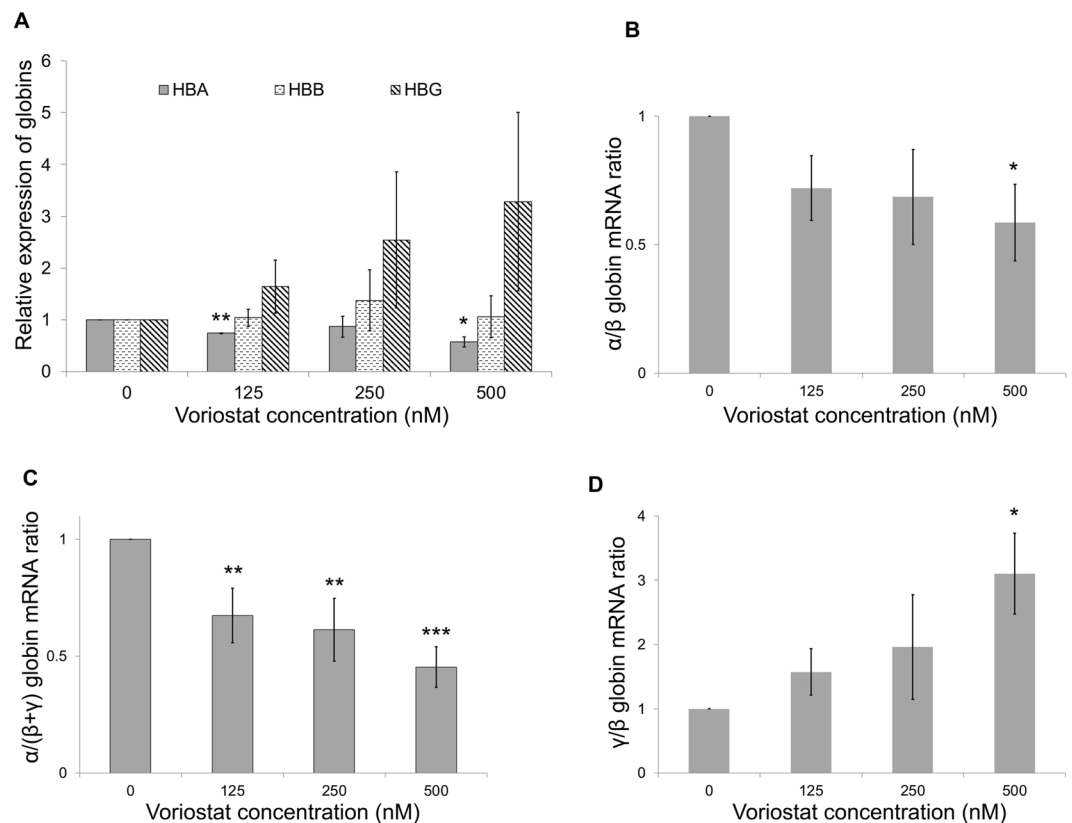 A
Relative expression of globins
6
5
4
3
2
1
0
HBA HBB HBG
** *
0 125 250 500
Voriostat concentration (nM)
B
α/β globin mRNA ratio
1
0.5
0
*
0 125 250 500
Voriostat concentration (nM)
C
α/(β+γ) globin mRNA ratio
1
0.5
0
** ** ***
0 125 250 500
Voriostat concentration (nM)
D
γ/β globin mRNA ratio
4
3
2
1
0
*
0 125 250 500
Voriostat concentration (nM)